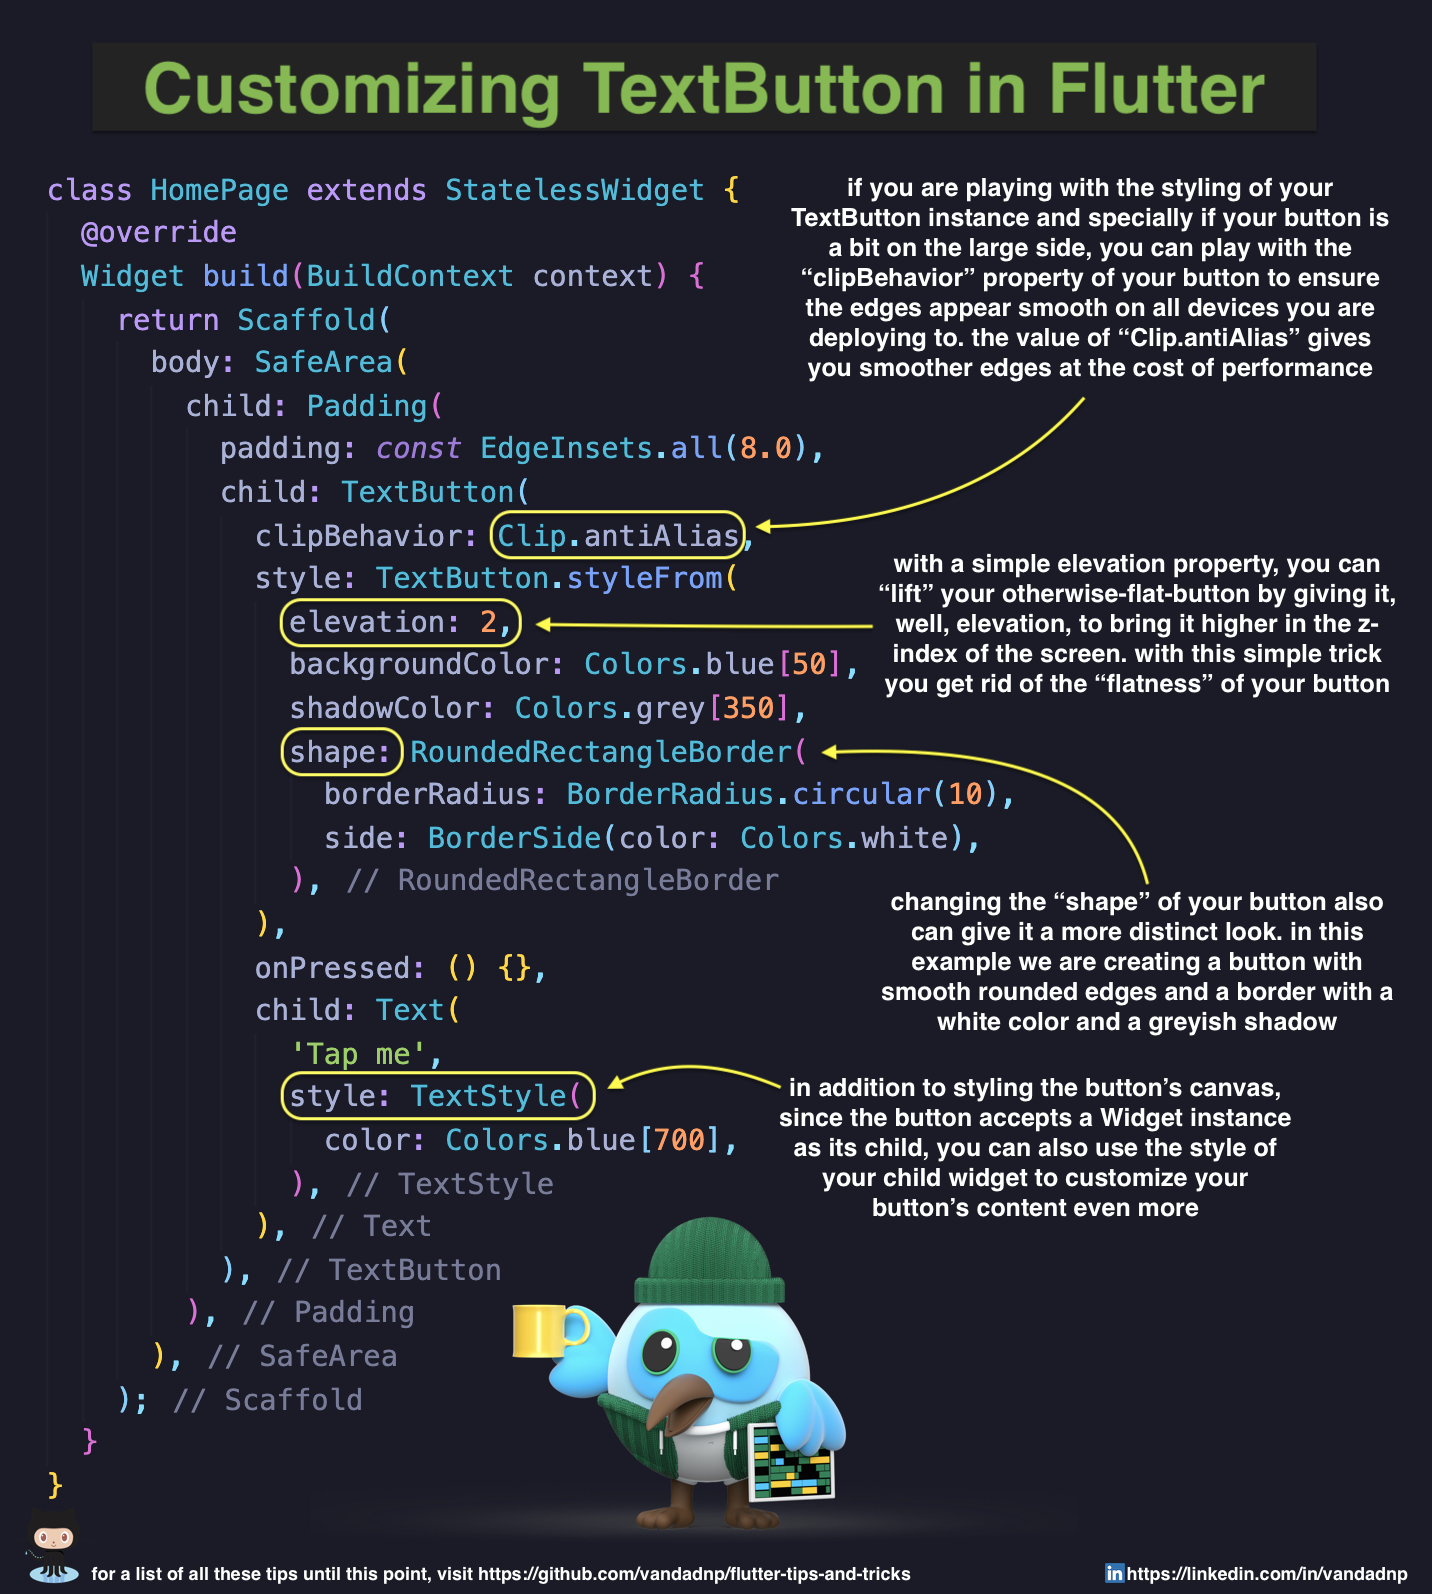 Customizing TextButton in Flutter
class HomePage extends StatelessWidget {
@override
Widget build(BuildContext context) {
return Scaffold(
body: SafeArea(
child: Padding(
padding: const EdgeInsets.all(8.0),
child: TextButton(
clipBehavior: Clip.antiAlias,
style: TextButton.styleFrom(
elevation: 2,
backgroundColor: Colors.blue[50],
shadowColor: Colors.grey[350],
shape: RoundedRectangleBorder(
borderRadius: BorderRadius.circular(10),
side: BorderSide(color: Colors.white),
), // RoundedRectangleBorder
),
onPressed: () {},
child: Text(
'Tap me',
style: TextStyle(
color: Colors.blue[700],
), // TextStyle
), // Text
), // TextButton
), // Padding
), // SafeArea
); // Scaffold
}
}
if you are playing with the styling of your
TextButton instance and specially if your button is
a bit on the large side, you can play with the
“clipBehavior” property of your button to ensure
the edges appear smooth on all devices you are
deploying to. the value of “Clip.antiAlias” gives
you smoother edges at the cost of performance
with a simple elevation property, you can
“lift” your otherwise-flat-button by giving it,
well, elevation, to bring it higher in the z-
index of the screen. with this simple trick
you get rid of the “flatness” of your button
changing the “shape” of your button also
can give it a more distinct look. in this
example we are creating a button with
smooth rounded edges and a border with a
white color and a greyish shadow
in addition to styling the button’s canvas,
since the button accepts a Widget instance
as its child, you can also use the style of
your child widget to customize your
button’s content even more
for a list of all these tips until this point, visit https://github.com/vandadnp/flutter-tips-and-tricks
in https://linkedin.com/in/vandadnp